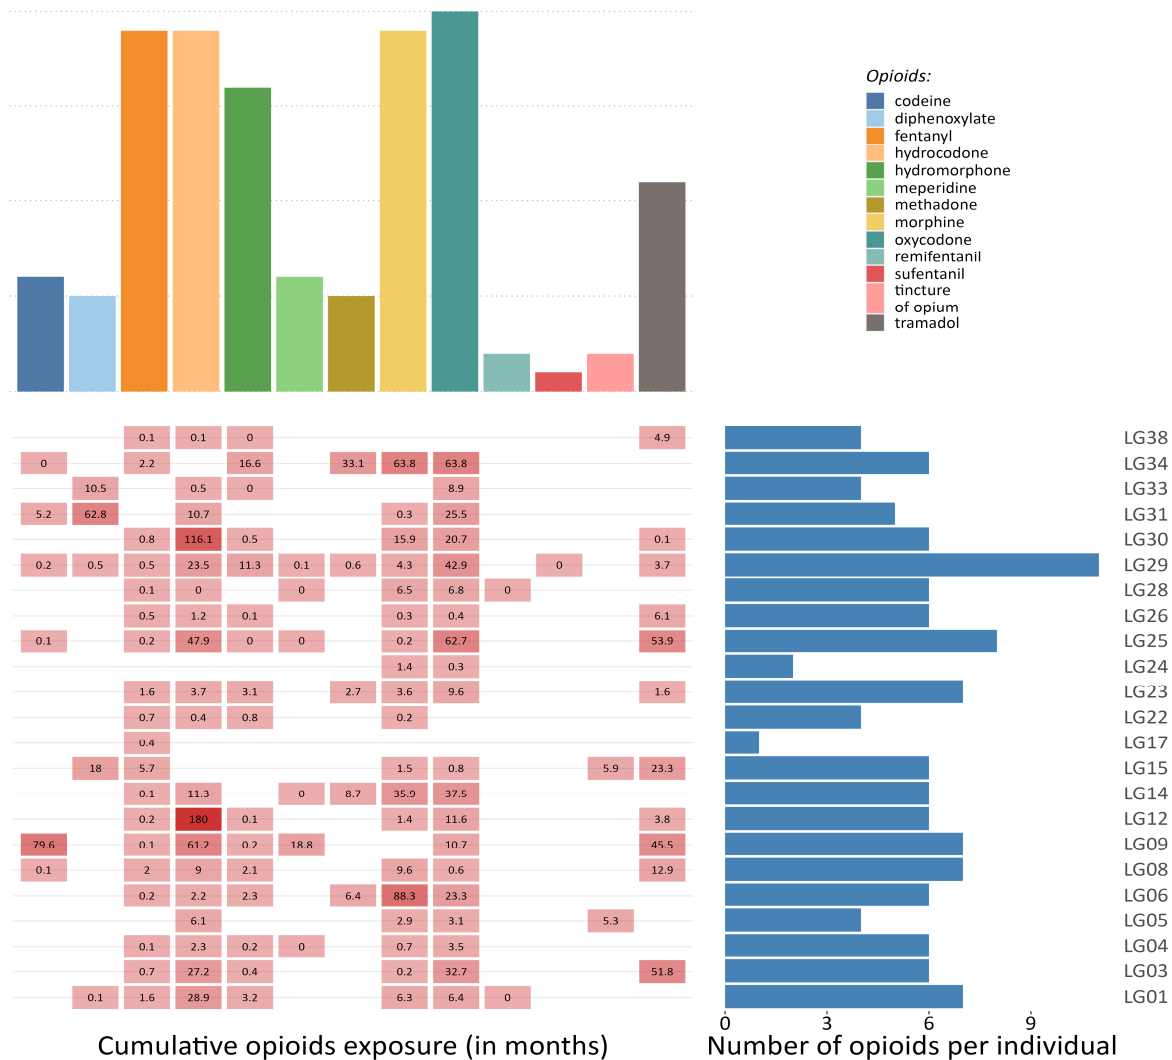 Opioids:
codeine
diphenoxylate
fentanyl
hydrocodone
hydromorphone
meperidine
methadone
morphine
oxycodone
remifentanil
sufentanil
tincture
of opium
tramadol
0.1 0.1 0 4.9 LG38
0 2.2 16.6 33.1 63.8 63.8 LG34
10.5 0.5 0 8.9 LG33
5.2 62.8 10.7 0.3 25.5 LG31
0.8 116.1 0.5 15.9 20.7 0.1 LG30
0.2 0.5 0.5 23.5 11.3 0.1 0.6 4.3 42.9 0 3.7 LG29
0.1 0 0 6.5 6.8 0 LG28
0.5 1.2 0.1 0.3 0.4 6.1 LG26
0.1 0.2 47.9 0 0 0.2 62.7 53.9 LG25
1.4 0.3 LG24
1.6 3.7 3.1 2.7 3.6 9.6 1.6 LG23
0.7 0.4 0.8 0.2 LG22
0.4 LG17
18 5.7 1.5 0.8 5.9 23.3 LG15
0.1 11.3 0 8.7 35.9 37.5 LG14
0.2 180 0.1 1.4 11.6 3.8 LG12
79.6 0.1 61.2 0.2 18.8 10.7 45.5 LG09
0.1 2 9 2.1 9.6 0.6 12.9 LG08
0.2 2.2 2.3 6.4 88.3 23.3 LG06
6.1 2.9 3.1 5.3 LG05
0.1 2.3 0.2 0 0.7 3.5 LG04
0.7 27.2 0.4 0.2 32.7 51.8 LG03
0.1 1.6 28.9 3.2 6.3 6.4 0 LG01
0 3 6 9
Cumulative opioids exposure (in months) Number of opioids per individual